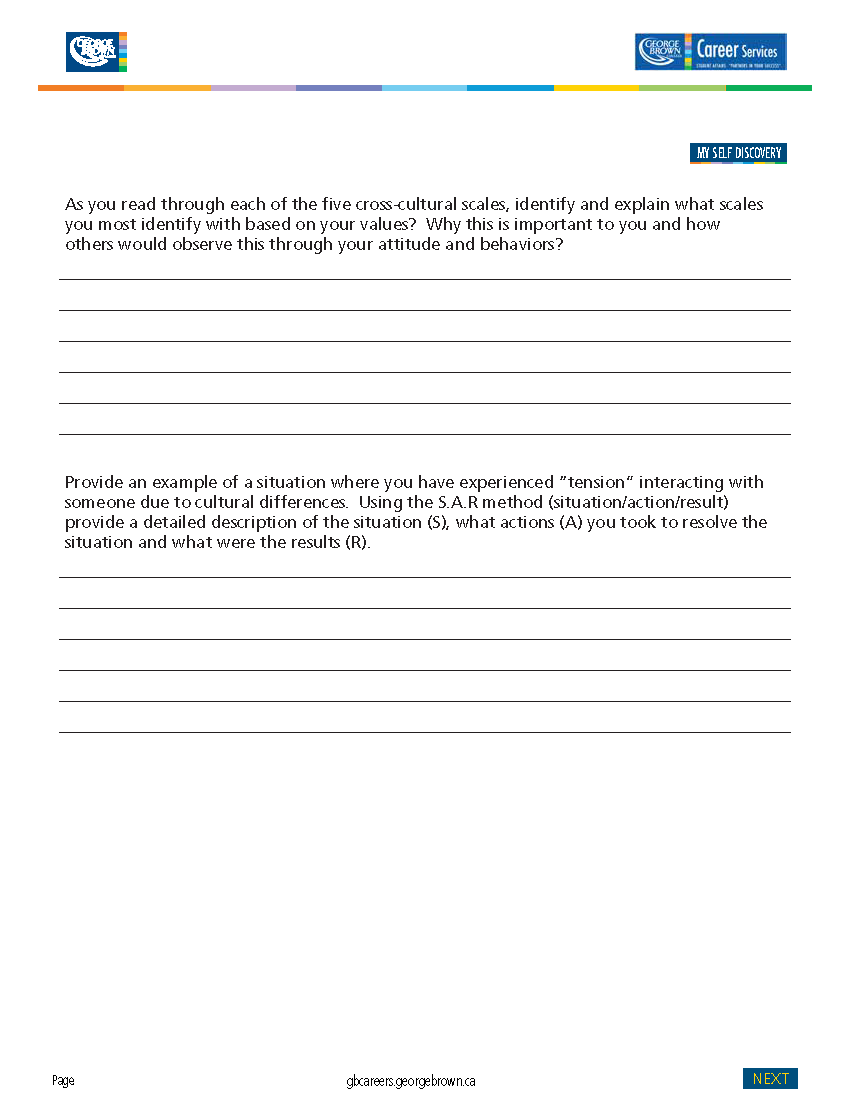 GEORGE
BROWN
GEORGE
BROWN
COLLEGE
Career Services
STUDENT AFFAIRS: "PARTNERS IN YOUR SUCCESS"
MY SELF DISCOVERY
As you read through each of the five cross-cultural scales, identify and explain what scales
you most identify with based on your values?  Why this is important to you and how
others would observe this through your attitude and behaviors?
Provide an example of a situation where you have experienced "tension" interacting with
someone due to cultural differences.  Using the S.A.R method (situation/action/result)
provide a detailed description of the situation (S), what actions (A) you took to resolve the
situation and what were the results (R).
Page
gbcareers.georgebrown.ca
NEXT